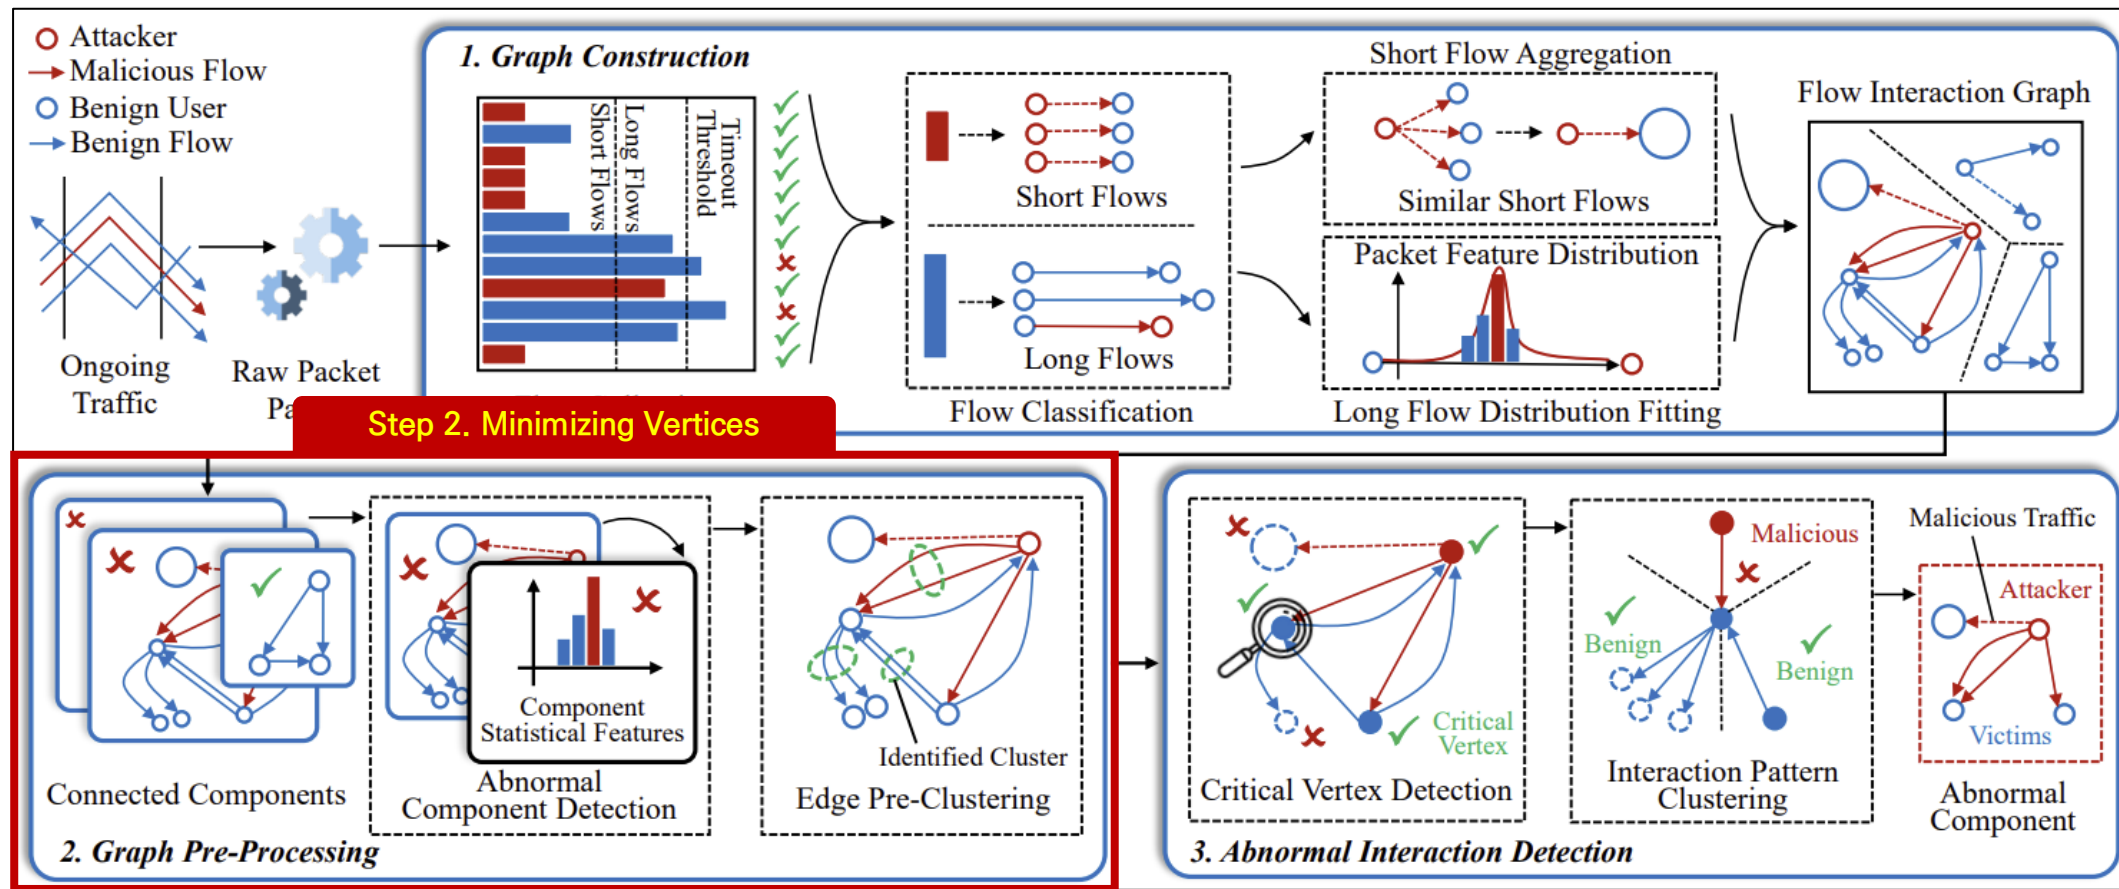 Attacker
Malicious Flow
Benign User
Benign Flow
Ongoing
Traffic
Raw Packet
1. Graph Construction
Short Flows
Long Flows
Timeout
Threshold
Short Flows
Long Flows
Flow Classification
Short Flow Aggregation
Similar Short Flows
Packet Feature Distribution
Long Flow Distribution Fitting
Flow Interaction Graph
Step 2. Minimizing Vertices
Connected Components
Component
Statistical Features
Abnormal
Component Detection
Identified Cluster
Edge Pre-Clustering
2. Graph Pre-Processing
Critical
Vertex
Critical Vertex Detection
Malicious
Benign
Benign
Interaction Pattern
Clustering
Malicious Traffic
Attacker
Victims
Abnormal
Component
3. Abnormal Interaction Detection